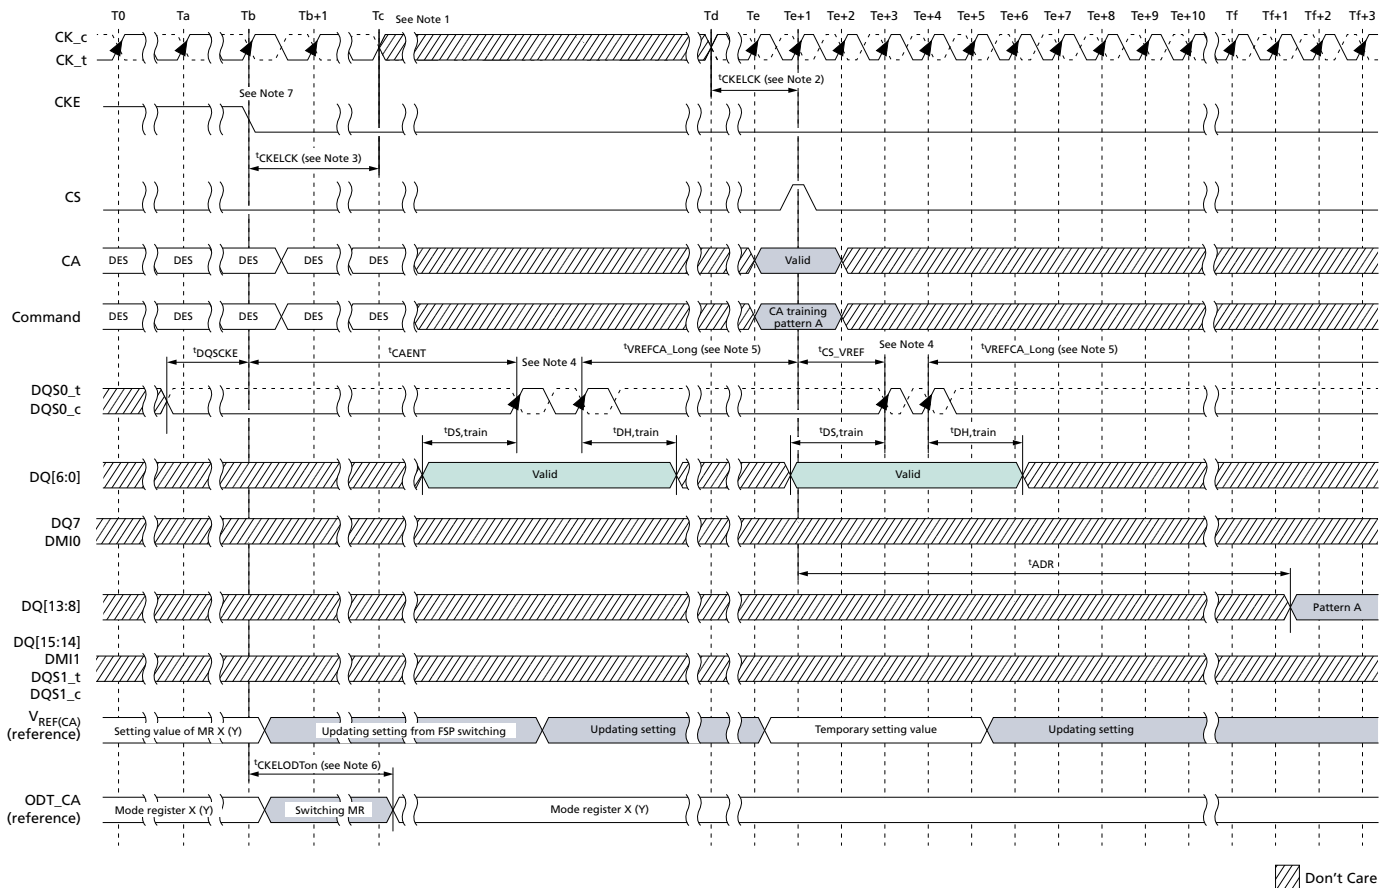 T0 Ta Tb Tb+1 Tc See Note 1 Td Te Te+1 Te+2 Te+3 Te+4 Te+5 Te+6 Te+7 Te+8 Te+9 Te+10 Tf Tf+1 Tf+2 Tf+3
CK_c
CK_t
tCKELCK (see Note 2)
See Note 7
CKE
tCKELCK (see Note 3)
CS
CA DES DES DES DES DES Valid
Command DES DES DES DES DES CA training
pattern A
tDQSCKE tCAENT See Note 4 tVREFCA_Long (see Note 5) tCS_VREF See Note 4 tVREFCA_Long (see Note 5)
DQS0_t
DQS0_c
tDS,train tDH,train tDS,train tDH,train
DQ[6:0] Valid Valid
DQ7
DMI0
tADR
DQ[13:8] Pattern A
DQ[15:14]
DMI1
DQS1_t
DQS1_c
VREF(CA)
(reference) Setting value of MR X (Y) Updating setting from FSP switching Updating setting Temporary setting value Updating setting
tCKELODTon (see Note 6)
ODT_CA
(reference) Mode register X (Y) Switching MR Mode register X (Y)
Don't Care